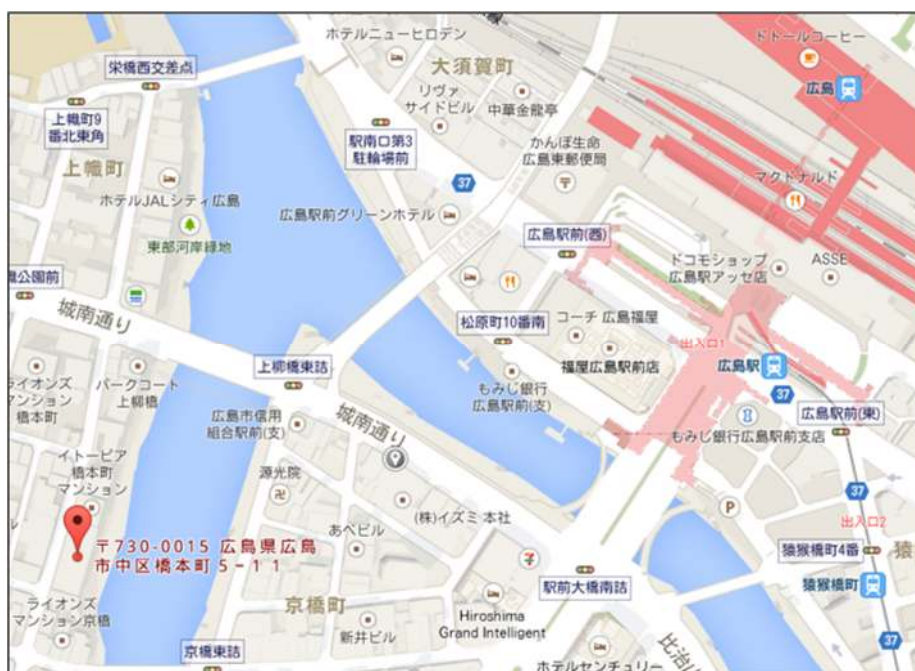 ホテルニューヒロデン
ドトールコーヒー
栄橋西交差点
大須賀町
広島
リヴァ
サイドビル
中華金龍亭
上幟町9
番北東角
駅南口第3
駐輪場前
かんぽ生命
広島東郵便局
上幟町
37
マクドナルド
ホテルJALシティ広島
広島駅前グリーンホテル
東部河岸緑地
広島駅前(西)
ドコモショップ
広島駅アッセ店
ASSE
幟公園前
城南通り
松原町10番南
コーチ 広島福屋
出入口1
福屋広島駅前店
広島駅
上柳橋東詰
ライオンズ
マンション
橋本町
パークコート
上柳橋
もみじ銀行
広島駅前(支)
37
広島市信用
組合駅前(支)
城南通り
広島駅前(東)
もみじ銀行広島駅前支店
イトーピア
橋本町
マンション
源光院
37
あべビル
(株)イズミ 本社
P
出入口2
〒730-0015 広島県広島
市中区橋本町5-11
猿猴橋町4番
猿
駅前大橋南詰
猿猴橋町
ライオンズ
マンション京橋
京橋町
新井ビル
Hiroshima
Grand Intelligent
京橋東詰
ホテルセンチュリー
比治山